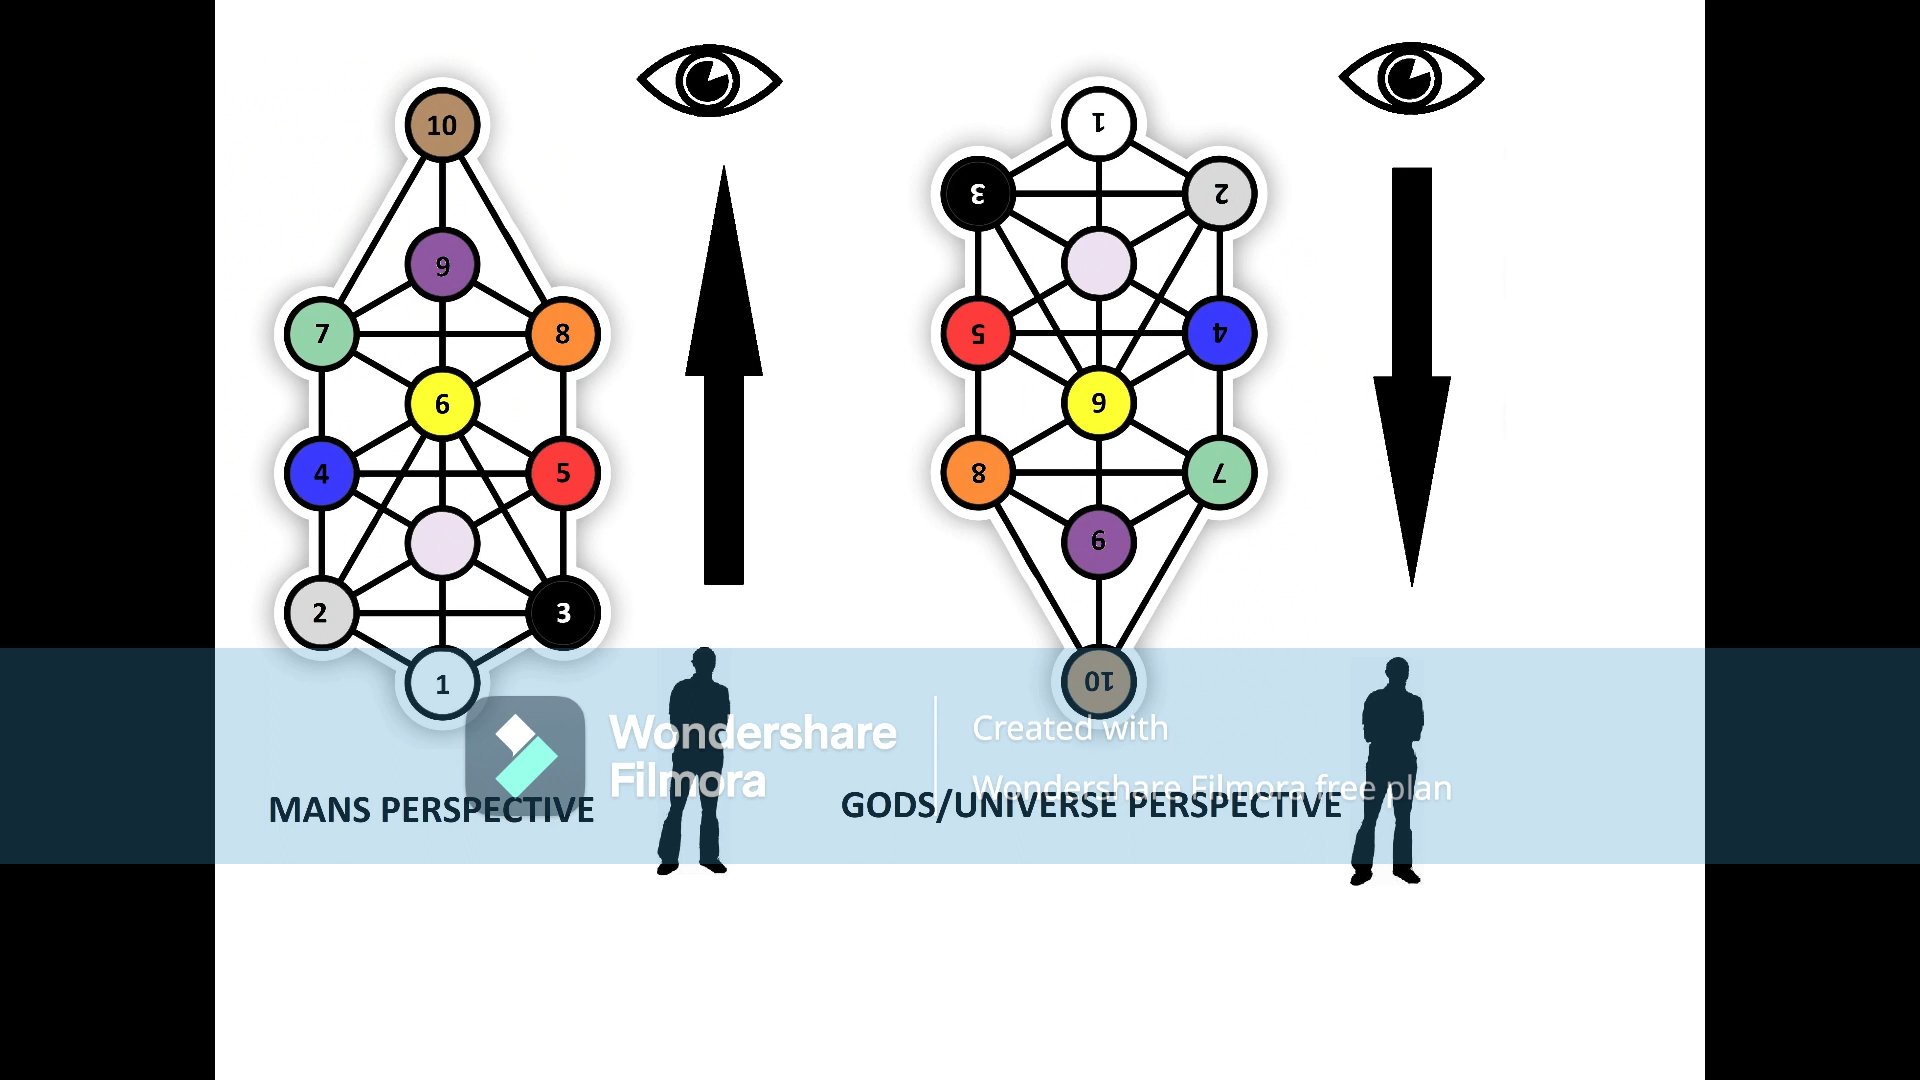 10
9
7 8
6
4 5
2 3
1
MANS PERSPECTIVE
1
3 2
5 4
6
8 7
9
10
GODS/UNIVERSE PERSPECTIVE
Wondershare
Filmora
Created with
Wondershare Filmora free plan